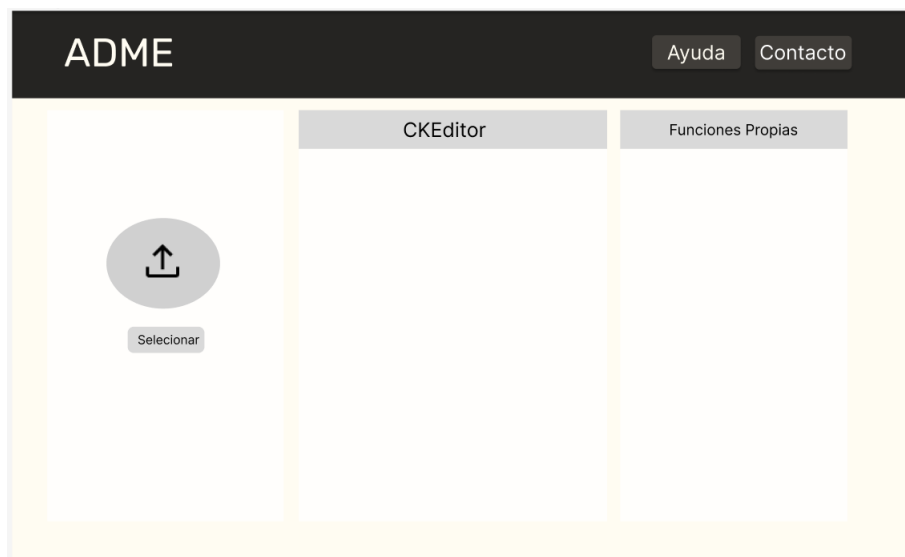 ADME
Ayuda
Contacto
CKEditor
Funciones Propias
Selecionar